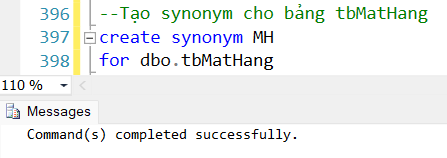 396 --Tạo synonym cho bảng tbMatHang
397 create synonym MH
398 for dbo.tbMatHang
110 %
Messages
Command(s) completed successfully.